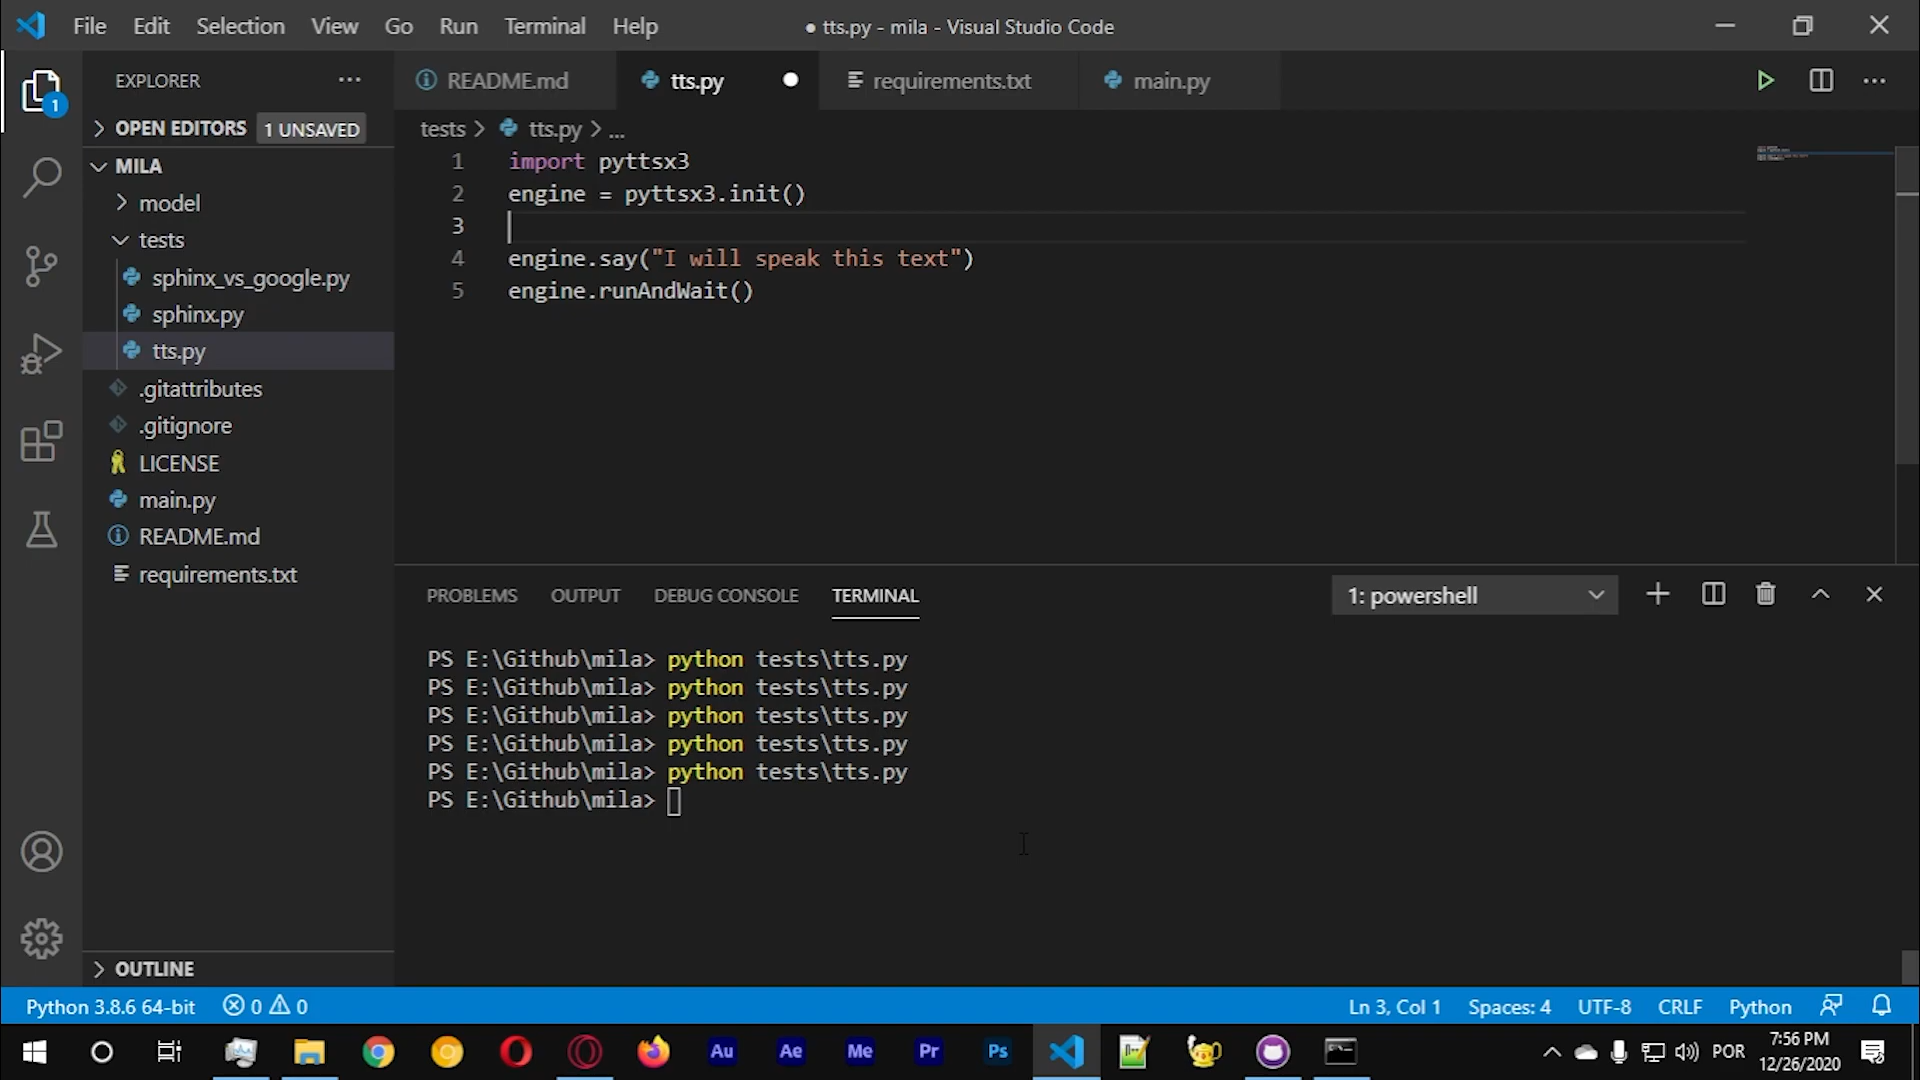 File Edit Selection View Go Run Terminal Help
● tts.py - mila - Visual Studio Code
EXPLORER
README.md
tts.py
requirements.txt
main.py
OPEN EDITORS
1 UNSAVED
MILA
model
tests
sphinx_vs_google.py
sphinx.py
tts.py
.gitattributes
.gitignore
LICENSE
main.py
README.md
requirements.txt
OUTLINE
1
tests > tts.py > ...
1 import pyttsx3
2 engine = pyttsx3.init()
3
4 engine.say("I will speak this text")
5 engine.runAndWait()
PROBLEMS OUTPUT DEBUG CONSOLE TERMINAL
1: powershell
PS E:\Github\mila> python tests\tts.py
PS E:\Github\mila> python tests\tts.py
PS E:\Github\mila> python tests\tts.py
PS E:\Github\mila> python tests\tts.py
PS E:\Github\mila> python tests\tts.py
PS E:\Github\mila>
Python 3.8.6 64-bit 0 0
Ln 3, Col 1 Spaces: 4 UTF-8 CRLF Python
Au Ae Me Pr Ps
POR
7:56 PM
12/26/2020